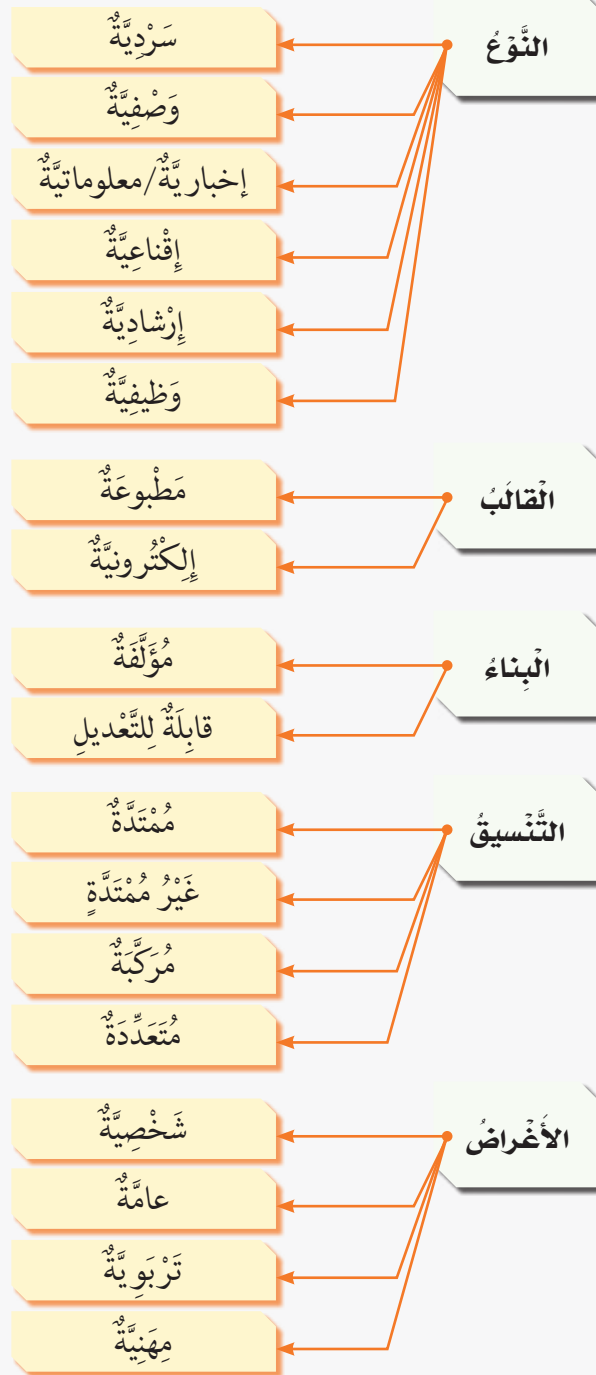 النَّوْعُ
سَرْدِيَّةٌ
وَصْفِيَّةٌ
إخباريَّةٌ/معلوماتيَّةٌ
إِقْناعِيَّةٌ
إِرْشادِيَّةٌ
وَظيفِيَّةٌ
الْقالَبُ
مَطْبوعَةٌ
إِلِكْتُرونيَّةٌ
الْبِناءُ
مُؤَلَّفَةٌ
قابِلَةٌ لِلتَّعْديلِ
التَّنْسيقُ
مُمْتَدَّةٌ
غَيْرُ مُمْتَدَّةٍ
مُرَكَّبَةٌ
مُتَعَدِّدَةٌ
الأَغْراضُ
شَخْصِيَّةٌ
عامَّةٌ
تَرْبَوِيَّةٌ
مِهَنِيَّةٌ